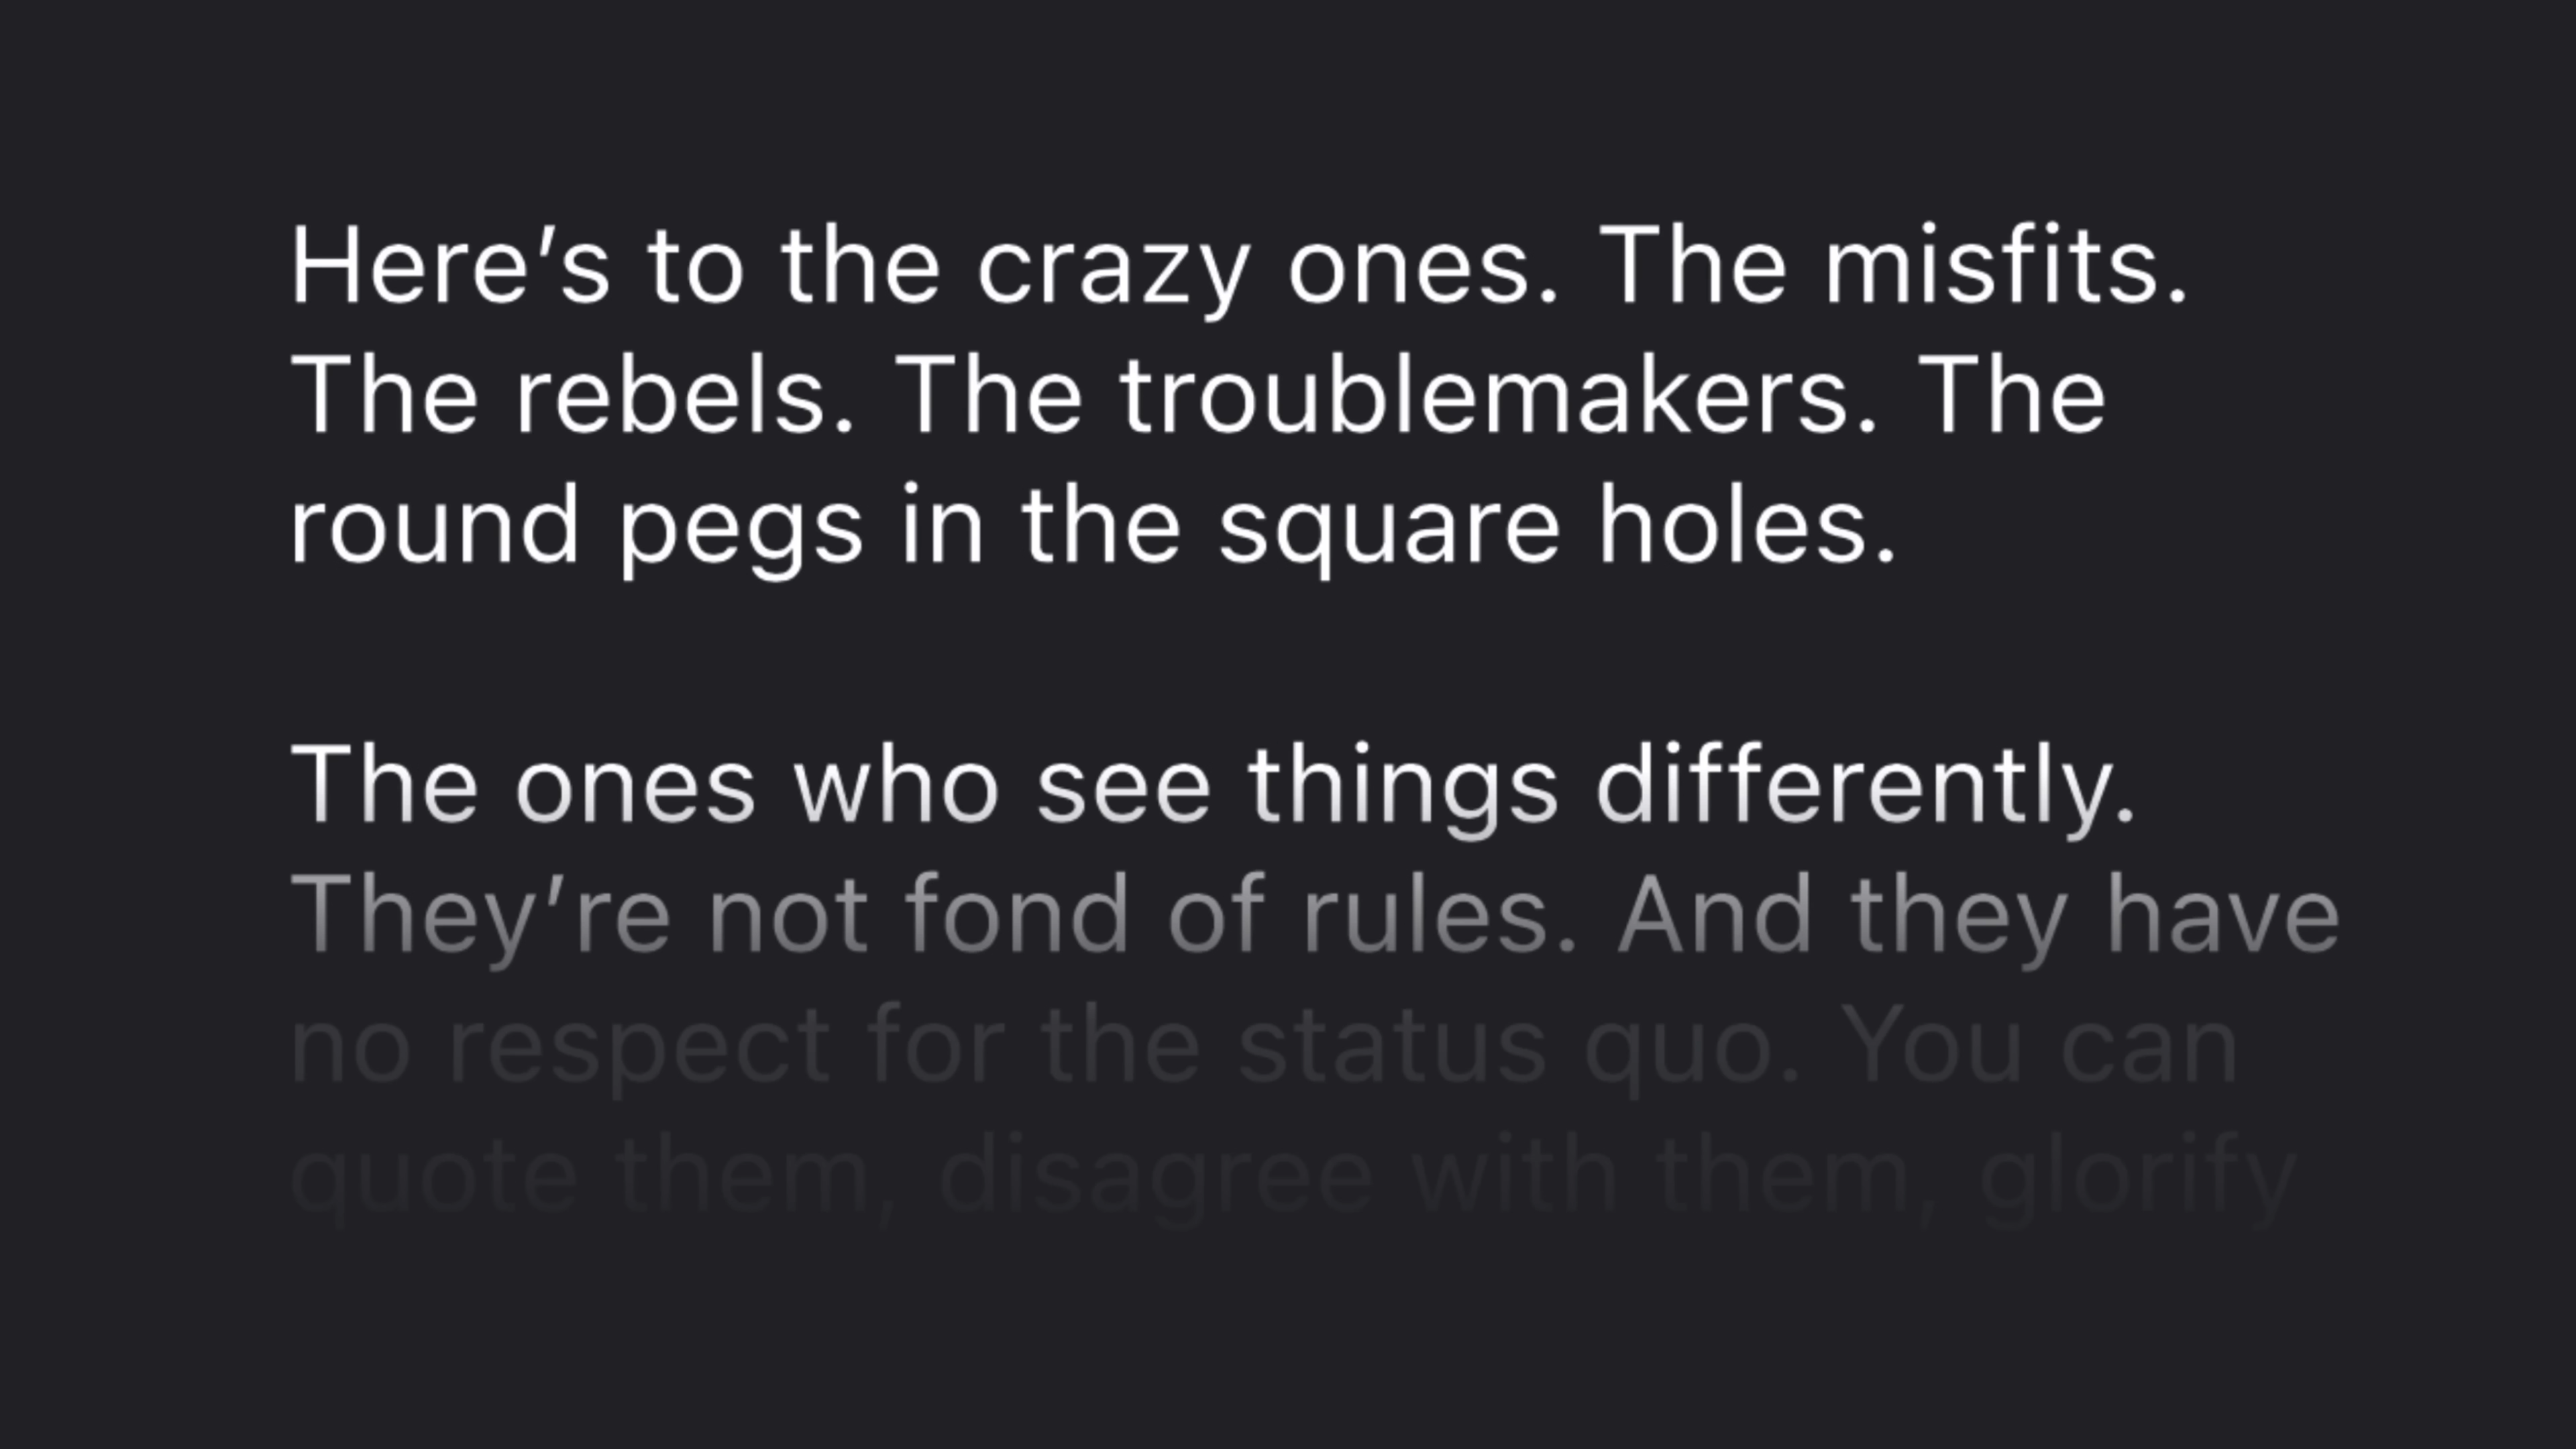 Here’s to the crazy ones. The misfits.
The rebels. The troublemakers. The
round pegs in the square holes.
The ones who see things differently.
They’re not fond of rules. And they have
no respect for the status quo. You can
quote them, disagree with them, glorify